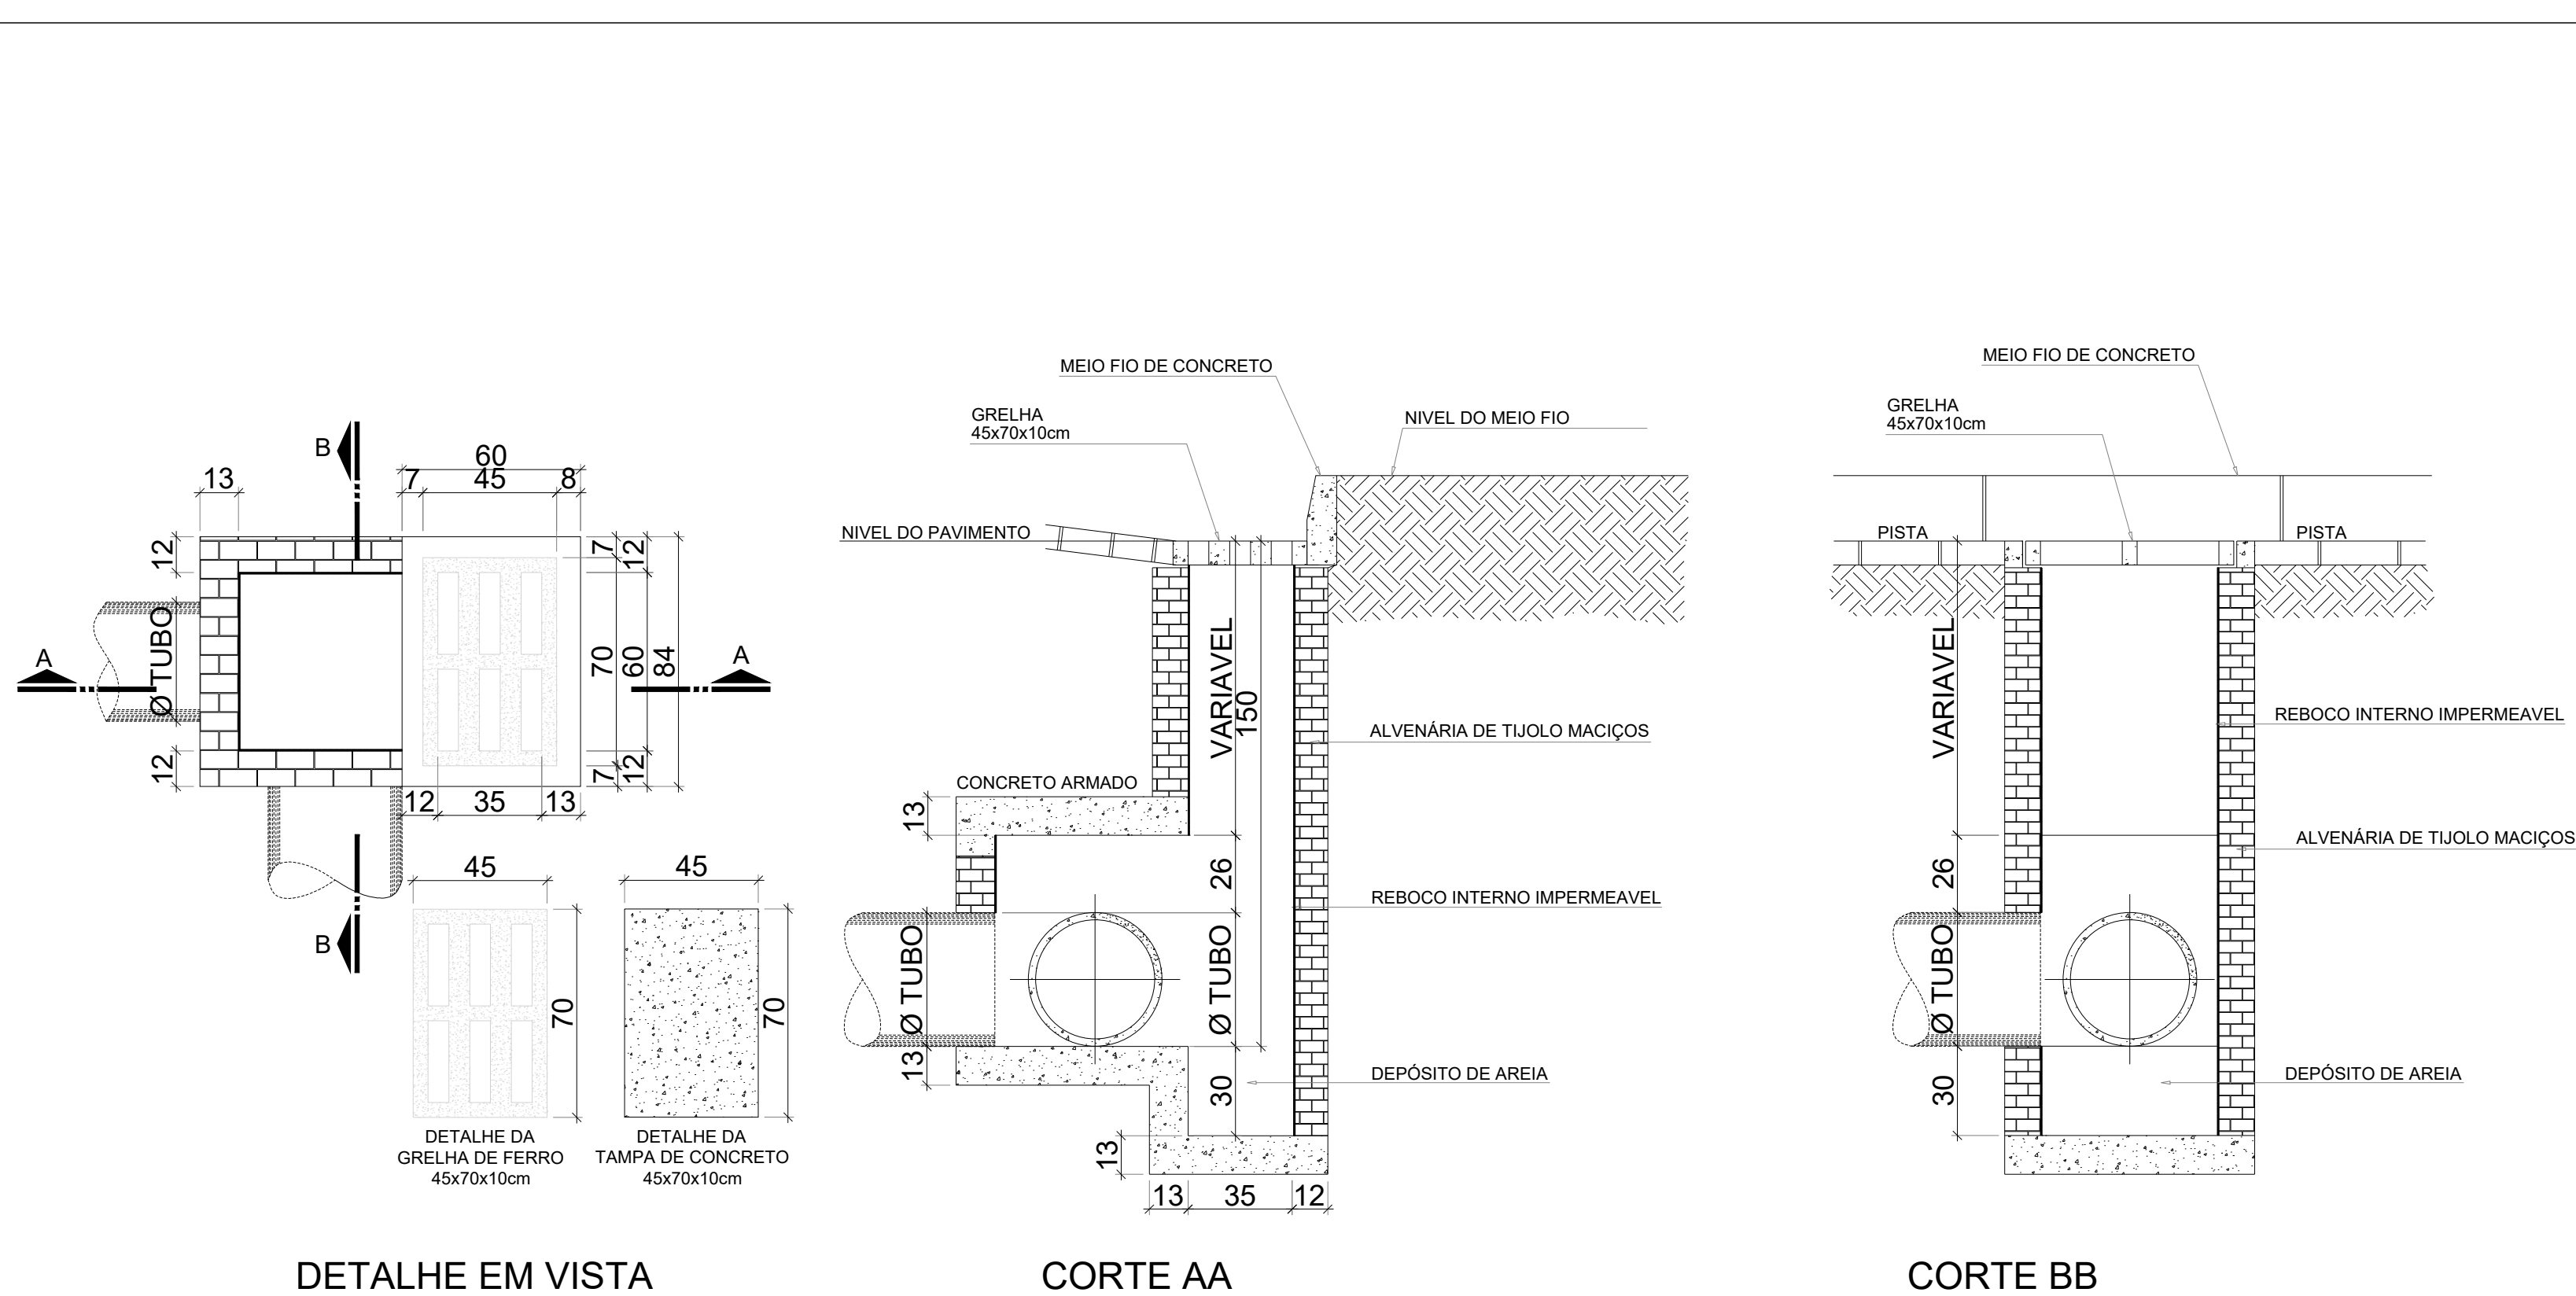 B
60
13
7
45
8
12
7
12
Ø TUBO
A
A
70
60
84
12
7
12
12
35
13
B
45
45
70
70
DETALHE DA
GRELHA DE FERRO
45x70x10cm
DETALHE DA
TAMPA DE CONCRETO
45x70x10cm
DETALHE EM VISTA
MEIO FIO DE CONCRETO
GRELHA
45x70x10cm
NIVEL DO MEIO FIO
NIVEL DO PAVIMENTO
VARIAVEL
150
ALVENÁRIA DE TIJOLO MACIÇOS
CONCRETO ARMADO
13
26
REBOCO INTERNO IMPERMEAVEL
Ø TUBO
Ø TUBO
13
30
DEPÓSITO DE AREIA
13
13
35
12
CORTE AA
MEIO FIO DE CONCRETO
GRELHA
45x70x10cm
PISTA
PISTA
VARIAVEL
REBOCO INTERNO IMPERMEAVEL
ALVENÁRIA DE TIJOLO MACIÇOS
26
Ø TUBO
30
DEPÓSITO DE AREIA
CORTE BB